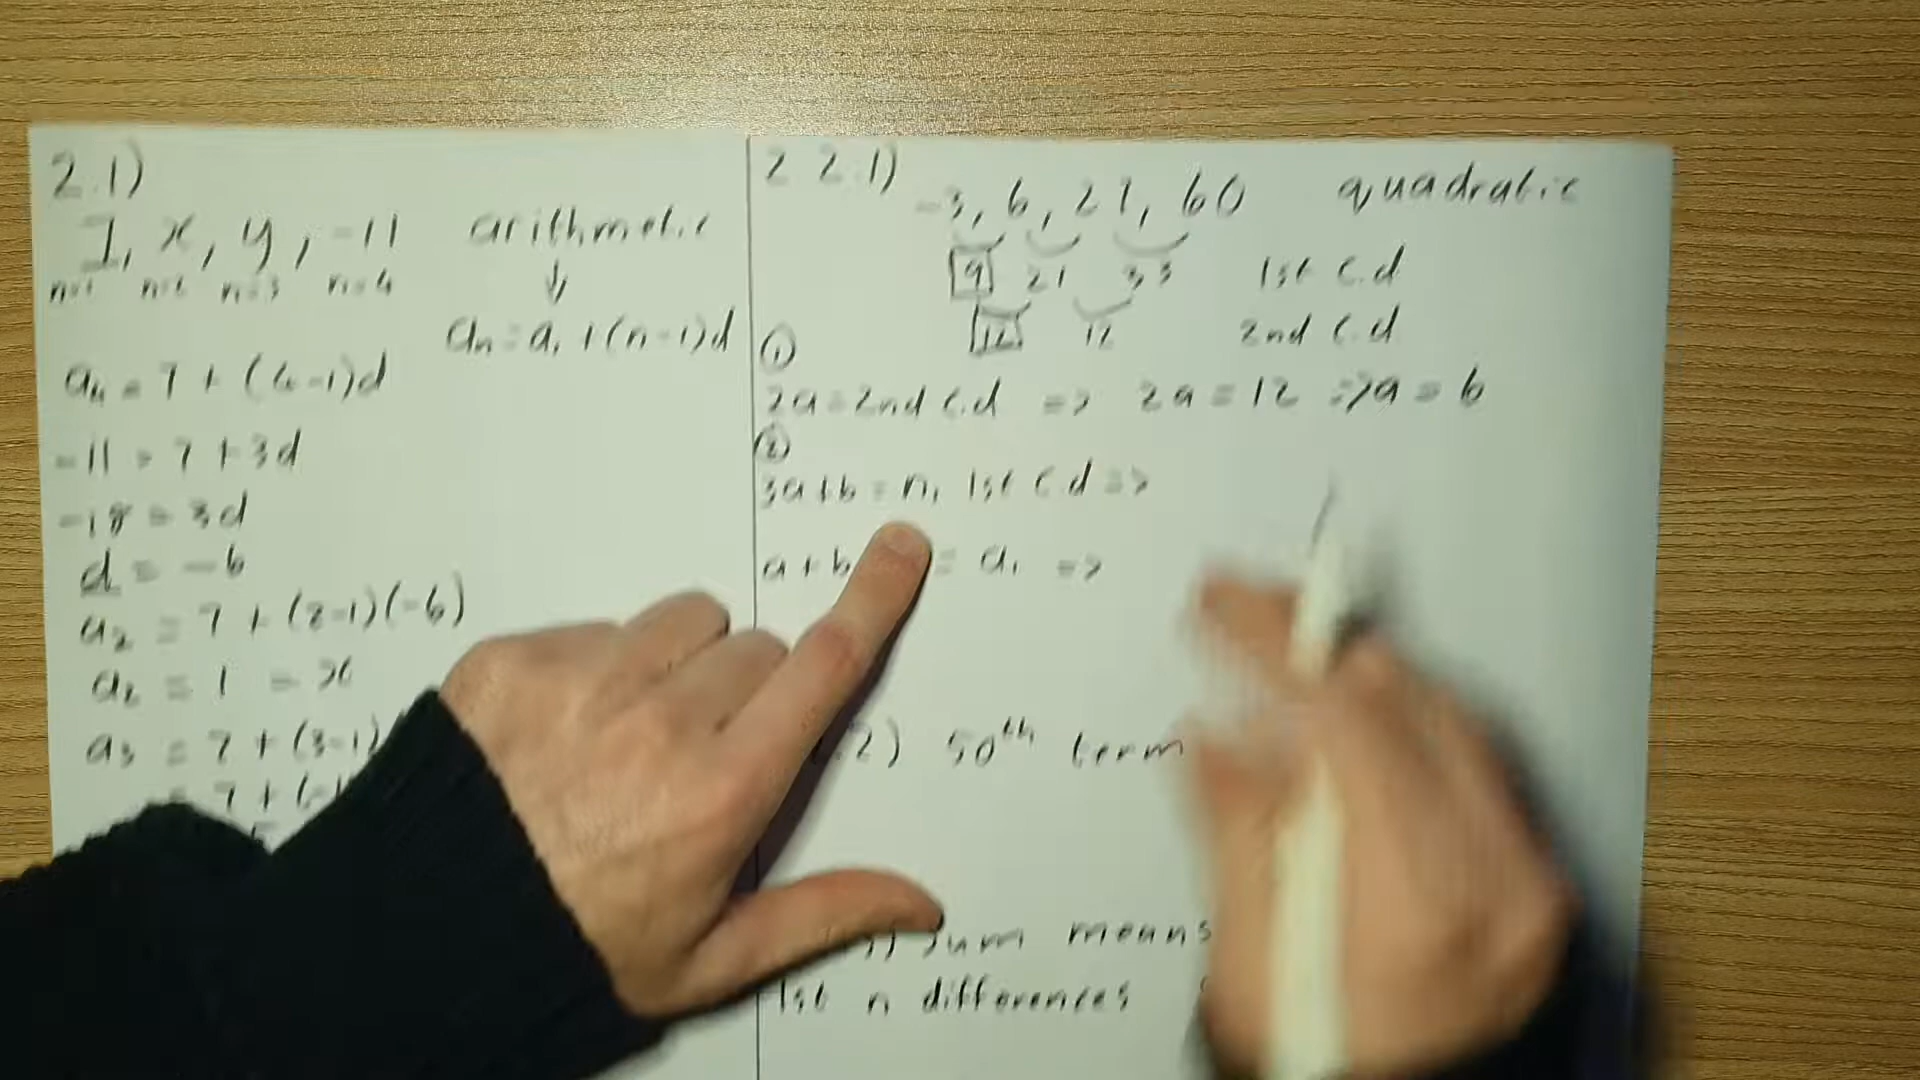 2.1)
7, x, y, -11 arithmetic
n=1 n=2 n=3 n=4 ↓
an = a1 + (n-1)d
a4 = 7 + (4-1)d
-11 = 7 + 3d
-18 = 3d
d = -6
a2 = 7 + (2-1)(-6)
a2 = 1 = x
a3 = 7 + (3-1)
= 7 + (-1
2 2.1)
-3, 6, 27, 60 quadratic
9 21 33 1st C.d
12 12 2nd C.d
①
2a = 2nd C.d => 2a = 12 => a = 6
②
3a+b = n, 1st C.d =>
a+b = a1 =>
.2) 50th term
) sum means
1st n differences